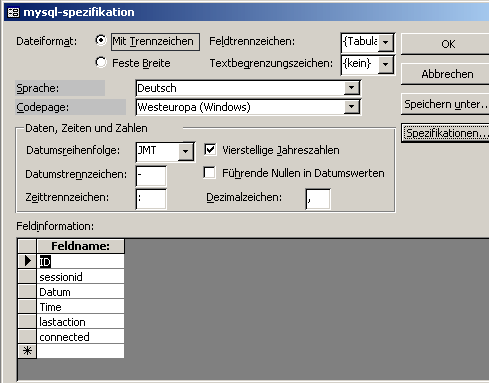 mysql-spezifikation
Dateiformat: Mit Trennzeichen Feldtrennzeichen: {Tabula OK
Feste Breite Textbegrenzungszeichen: {kein} Abbrechen
Sprache: Deutsch
Codepage: Westeuropa (Windows) Speichern unter...
Daten, Zeiten und Zahlen Spezifikationen...
Datumsreihenfolge: JMT Vierstellige Jahreszahlen
Datumstrennzeichen: - Führende Nullen in Datumswerten
Zeittrennzeichen: : Dezimalzeichen: ,
Feldinformation:
Feldname:
ID
sessionid
Datum
Time
lastaction
connected